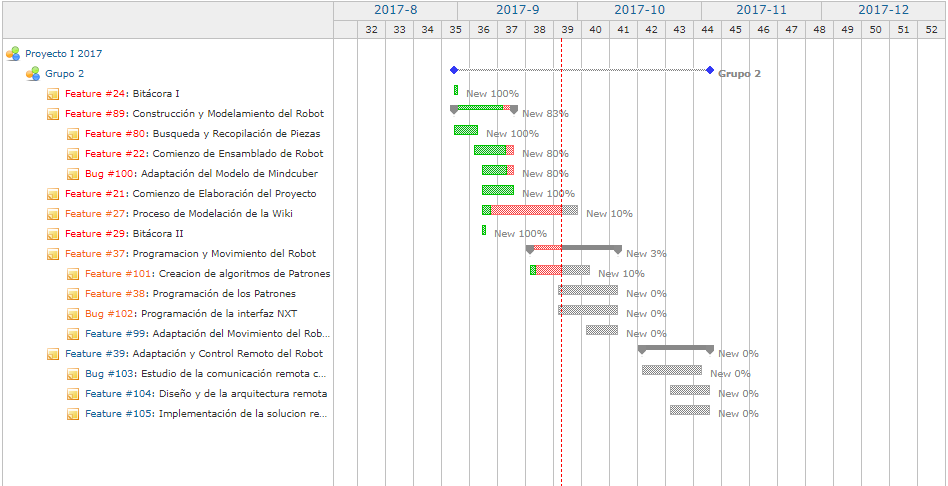 2017-8 2017-9 2017-10 2017-11 2017-12
32 33 34 35 36 37 38 39 40 41 42 43 44 45 46 47 48 49 50 51 52
Proyecto I 2017
Grupo 2 Grupo 2
Feature #24: Bitácora I New 100%
Feature #89: Construcción y Modelamiento del Robot New 83%
Feature #80: Busqueda y Recopilación de Piezas New 100%
Feature #22: Comienzo de Ensamblado de Robot New 80%
Bug #100: Adaptación del Modelo de Mindcuber New 80%
Feature #21: Comienzo de Elaboración del Proyecto New 100%
Feature #27: Proceso de Modelación de la Wiki New 10%
Feature #29: Bitácora II New 100%
Feature #37: Programacion y Movimiento del Robot New 3%
Feature #101: Creacion de algoritmos de Patrones New 10%
Feature #38: Programación de los Patrones New 0%
Bug #102: Programación de la interfaz NXT New 0%
Feature #99: Adaptación del Movimiento del Rob... New 0%
Feature #39: Adaptación y Control Remoto del Robot New 0%
Bug #103: Estudio de la comunicación remota c... New 0%
Feature #104: Diseño y de la arquitectura remota New 0%
Feature #105: Implementación de la solucion re... New 0%